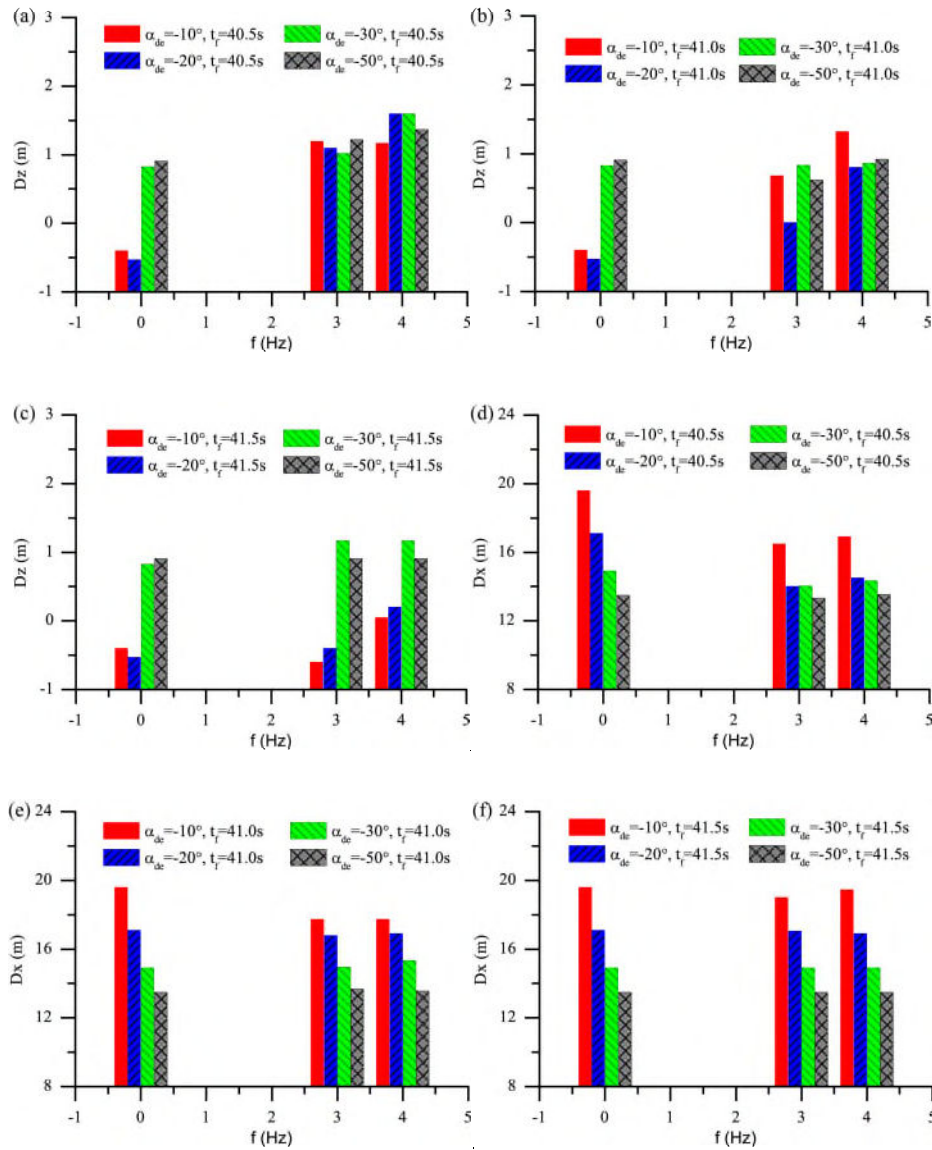 (a)
3
2
1
0
-1
Dz (m)
α_de=-10°, t_f=40.5s
α_de=-30°, t_f=40.5s
α_de=-20°, t_f=40.5s
α_de=-50°, t_f=40.5s
-1 0 1 2 3 4 5
f (Hz)
(b)
3
2
1
0
-1
Dz (m)
α_de=-10°, t_f=41.0s
α_de=-30°, t_f=41.0s
α_de=-20°, t_f=41.0s
α_de=-50°, t_f=41.0s
-1 0 1 2 3 4 5
f (Hz)
(c)
3
2
1
0
-1
Dz (m)
α_de=-10°, t_f=41.5s
α_de=-30°, t_f=41.5s
α_de=-20°, t_f=41.5s
α_de=-50°, t_f=41.5s
-1 0 1 2 3 4 5
f (Hz)
(d)
24
20
16
12
8
Dx (m)
α_de=-10°, t_f=40.5s
α_de=-30°, t_f=40.5s
α_de=-20°, t_f=40.5s
α_de=-50°, t_f=40.5s
-1 0 1 2 3 4 5
f (Hz)
(e)
24
20
16
12
8
Dx (m)
α_de=-10°, t_f=41.0s
α_de=-30°, t_f=41.0s
α_de=-20°, t_f=41.0s
α_de=-50°, t_f=41.0s
-1 0 1 2 3 4 5
f (Hz)
(f)
24
20
16
12
8
Dx (m)
α_de=-10°, t_f=41.5s
α_de=-30°, t_f=41.5s
α_de=-20°, t_f=41.5s
α_de=-50°, t_f=41.5s
-1 0 1 2 3 4 5
f (Hz)